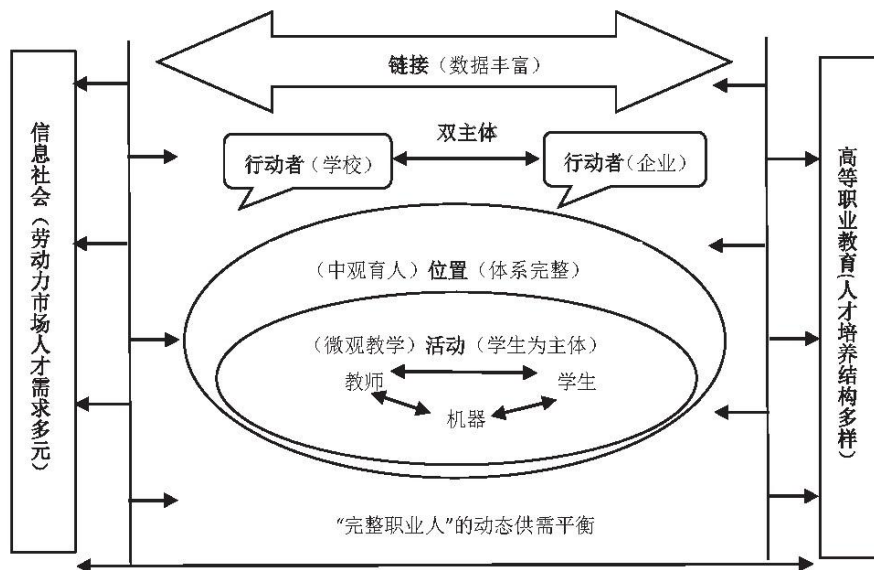 链接（数据丰富）
双主体
行动者（学校）
行动者（企业）
信息社会（劳动力市场人才需求多元）
（中观育人）位置（体系完整）
（微观教学）活动（学生为主体）
教师
学生
机器
高等职业教育（人才培养结构多样）
“完整职业人”的动态供需平衡